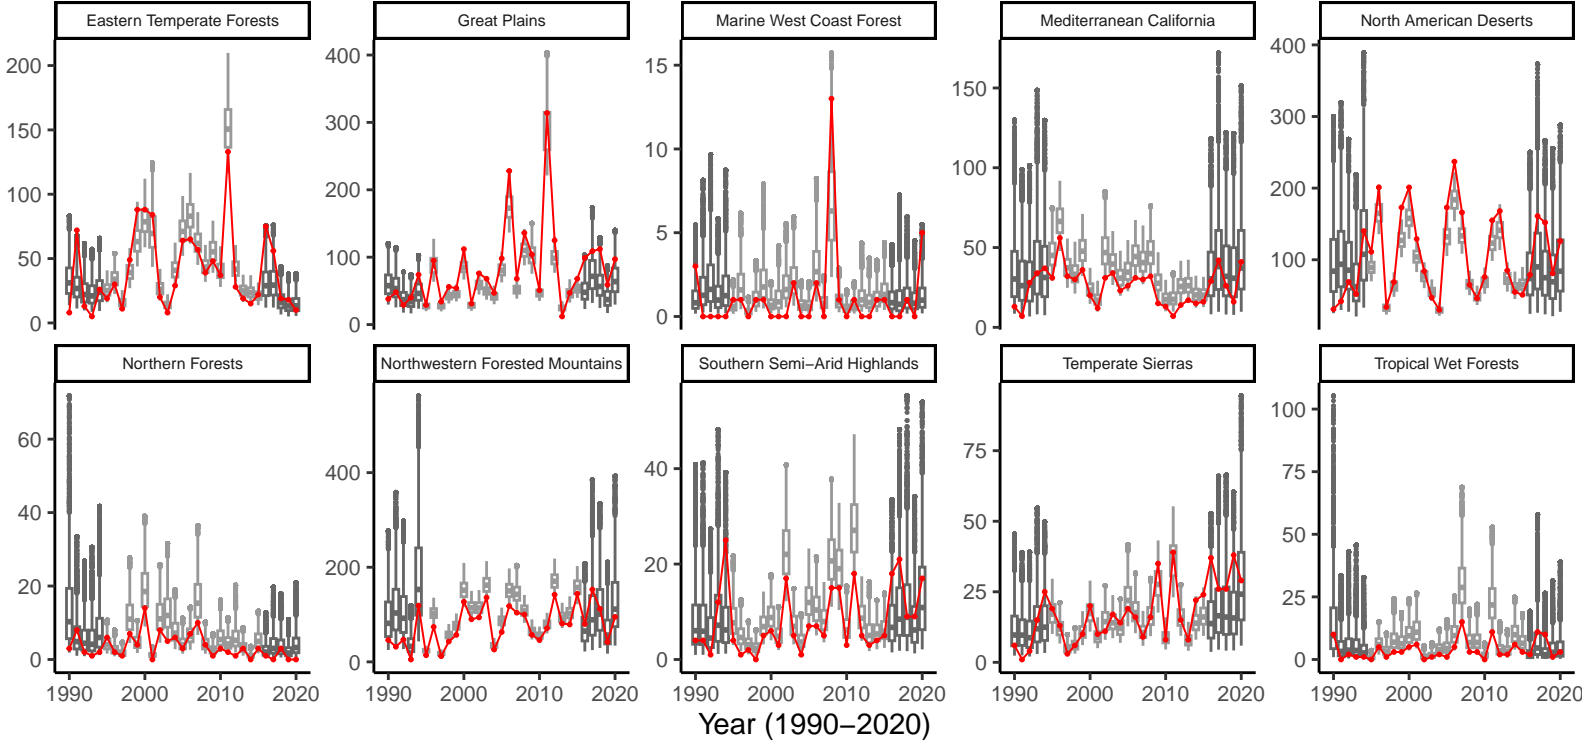 Eastern Temperate Forests
Great Plains
Marine West Coast Forest
Mediterranean California
North American Deserts
200
150
100
50
0
400
300
200
100
0
15
10
5
0
150
100
50
0
400
300
200
100
Northern Forests
Northwestern Forested Mountains
Southern Semi−Arid Highlands
Temperate Sierras
Tropical Wet Forests
60
40
20
0
400
200
0
40
20
0
75
50
25
0
100
75
50
25
0
1990 2000 2010 2020
1990 2000 2010 2020
1990 2000 2010 2020
1990 2000 2010 2020
1990 2000 2010 2020
Year (1990−2020)